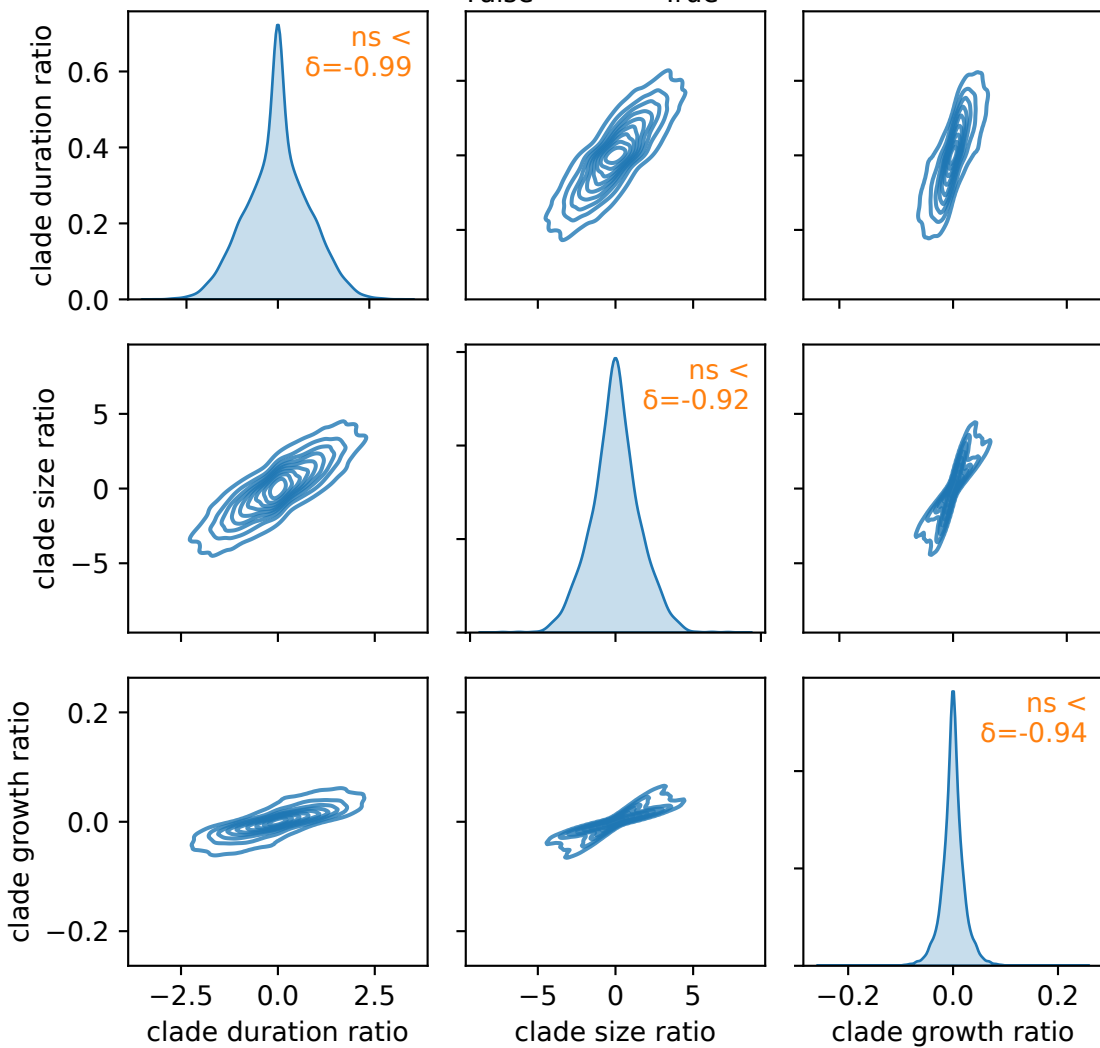 True
clade duration ratio
0.6
0.4
0.2
0.0
ns <
δ=-0.99
clade size ratio
5
0
−5
ns <
δ=-0.92
clade growth ratio
0.2
0.0
−0.2
ns <
δ=-0.94
−2.5 0.0 2.5 −5 0 5 −0.2 0.0 0.2
clade duration ratio clade size ratio clade growth ratio